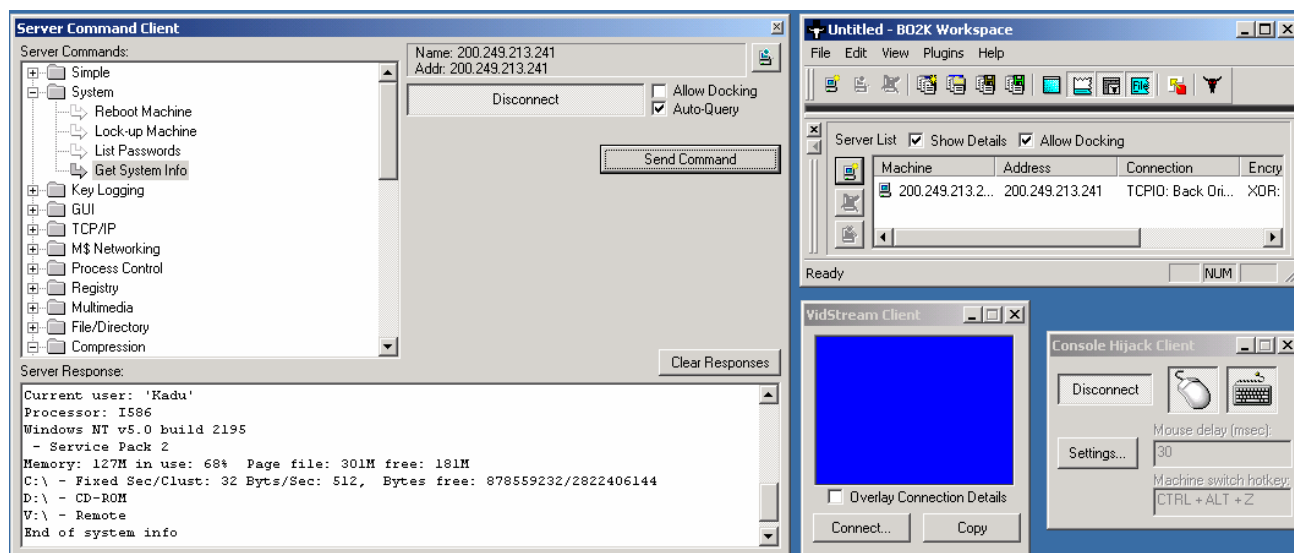 Server Command Client
Server Commands:
Simple
System
Reboot Machine
Lock-up Machine
List Passwords
Get System Info
Key Logging
GUI
TCP/IP
M$ Networking
Process Control
Registry
Multimedia
File/Directory
Compression
Name: 200.249.213.241
Addr: 200.249.213.241
Disconnect
Allow Docking
Auto-Query
Send Command
Clear Responses
Server Response:
Current user: 'Kadu'
Processor: I586
Windows NT v5.0 build 2195
- Service Pack 2
Memory: 127M in use: 68% Page file: 301M free: 181M
C:\ - Fixed Sec/Clust: 32 Bytes/Sec: 512, Bytes free: 878559232/2822406144
D:\ - CD-ROM
V:\ - Remote
End of system info
Untitled - BO2K Workspace
File Edit View Plugins Help
File
Server List Show Details Allow Docking
Machine Address Connection Encry
200.249.213.2... 200.249.213.241 TCPIO: Back Ori... XOR:
Ready NUM
VidStream Client
Overlay Connection Details
Connect... Copy
Console Hijack Client
Disconnect
Settings...
Mouse delay (msec):
30
Machine switch hotkey:
CTRL + ALT + Z